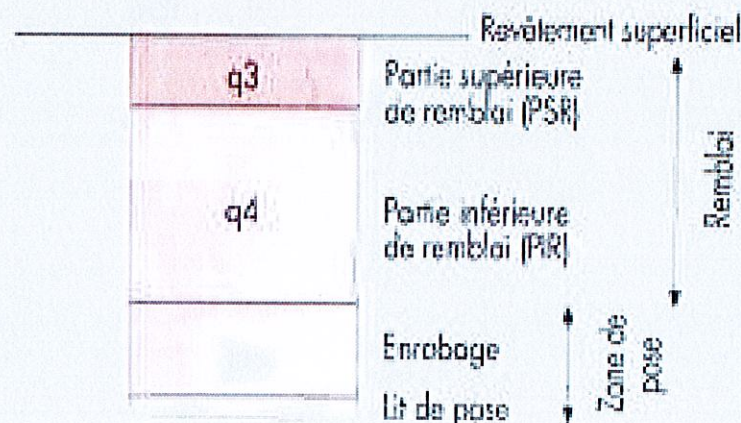 Revêtement superficiel
q3
Partie supérieure
de remblai (PSR)
q4
Partie inférieure
de remblai (PIR)
Remblai
Enrobage
Lit de pose
Zone de
pose